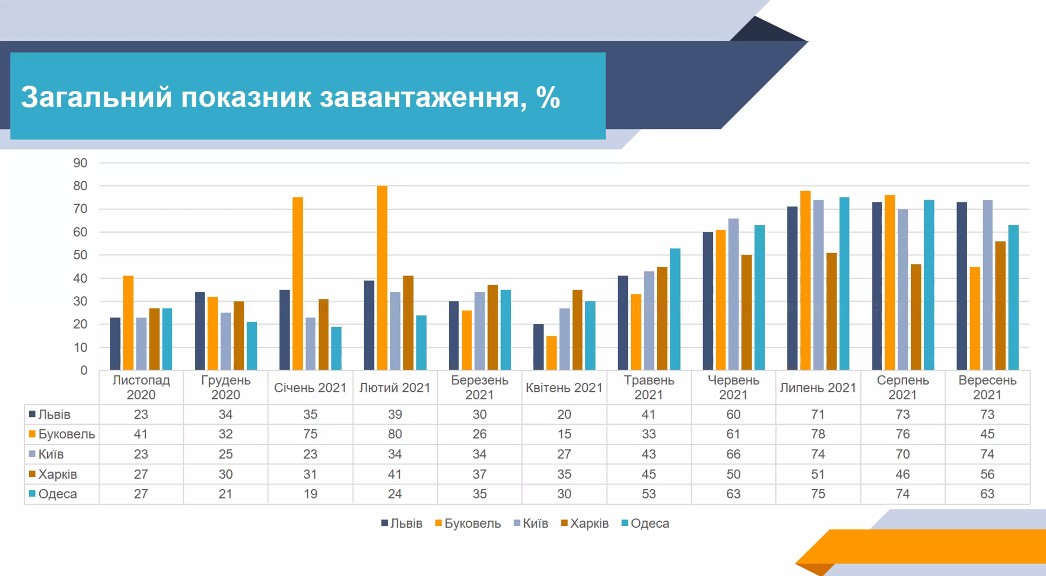 Загальний показник завантаження, %
90
80
70
60
50
40
30
20
10
0
Листопад 2020 Грудень 2020 Січень 2021 Лютий 2021 Березень 2021 Квітень 2021 Травень 2021 Червень 2021 Липень 2021 Серпень 2021 Вересень 2021
Львів 23 34 35 39 30 20 41 60 71 73 73
Буковель 41 32 75 80 26 15 33 61 78 76 45
Київ 23 25 23 34 34 27 43 66 74 70 74
Харків 27 30 31 41 37 35 45 50 51 46 56
Одеса 27 21 19 24 35 30 53 63 75 74 63
Львів Буковель Київ Харків Одеса